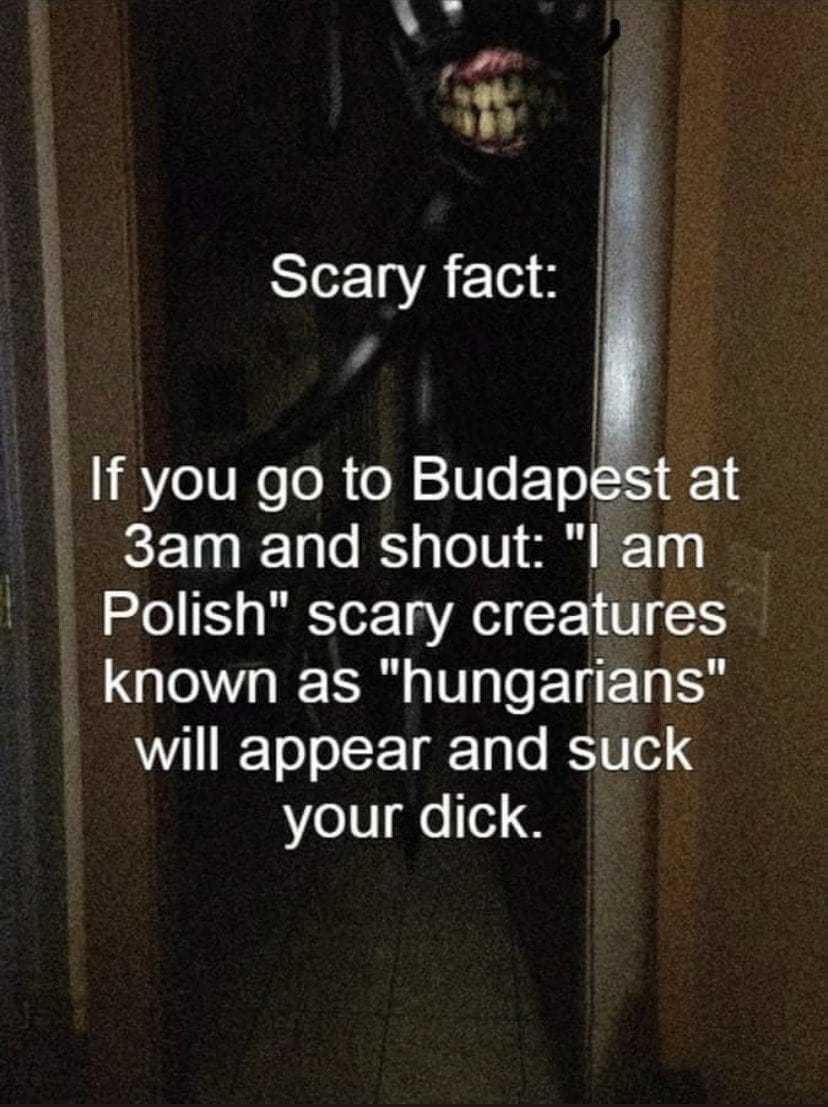 Scary fact:
If you go to Budapest at
3am and shout: "I am
Polish" scary creatures
known as "hungarians"
will appear and suck
your dick.